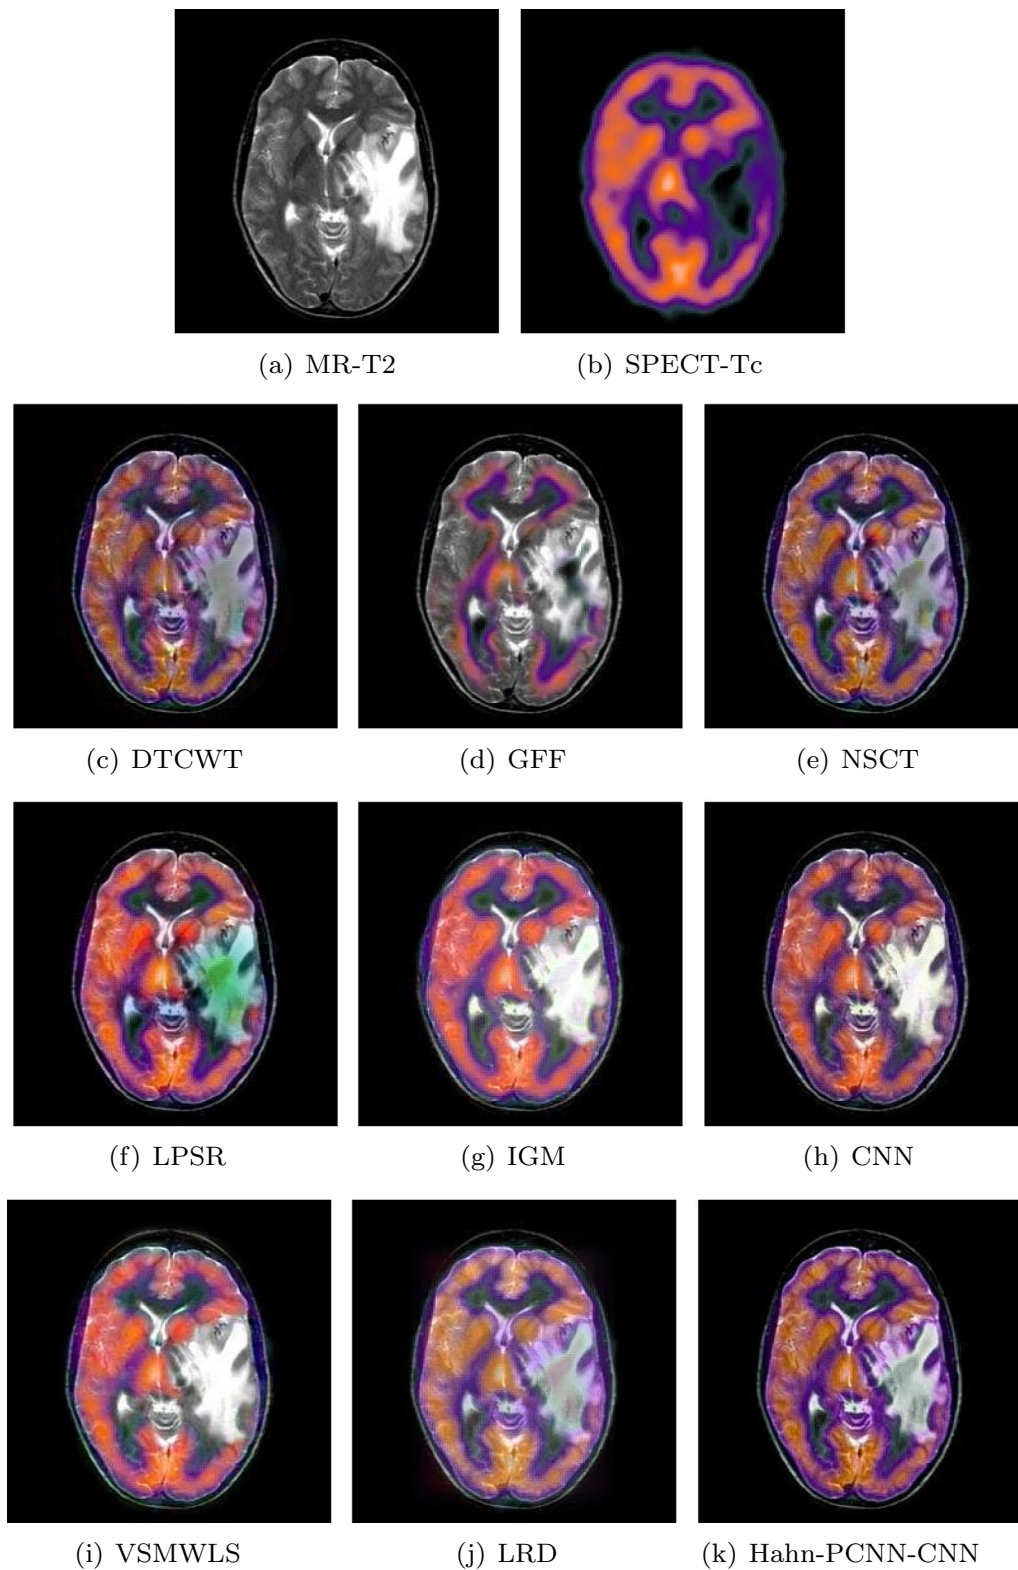 (a) MR-T2
(b) SPECT-Tc
(c) DTCWT
(d) GFF
(e) NSCT
(f) LPSR
(g) IGM
(h) CNN
(i) VSMWLS
(j) LRD
(k) Hahn-PCNN-CNN